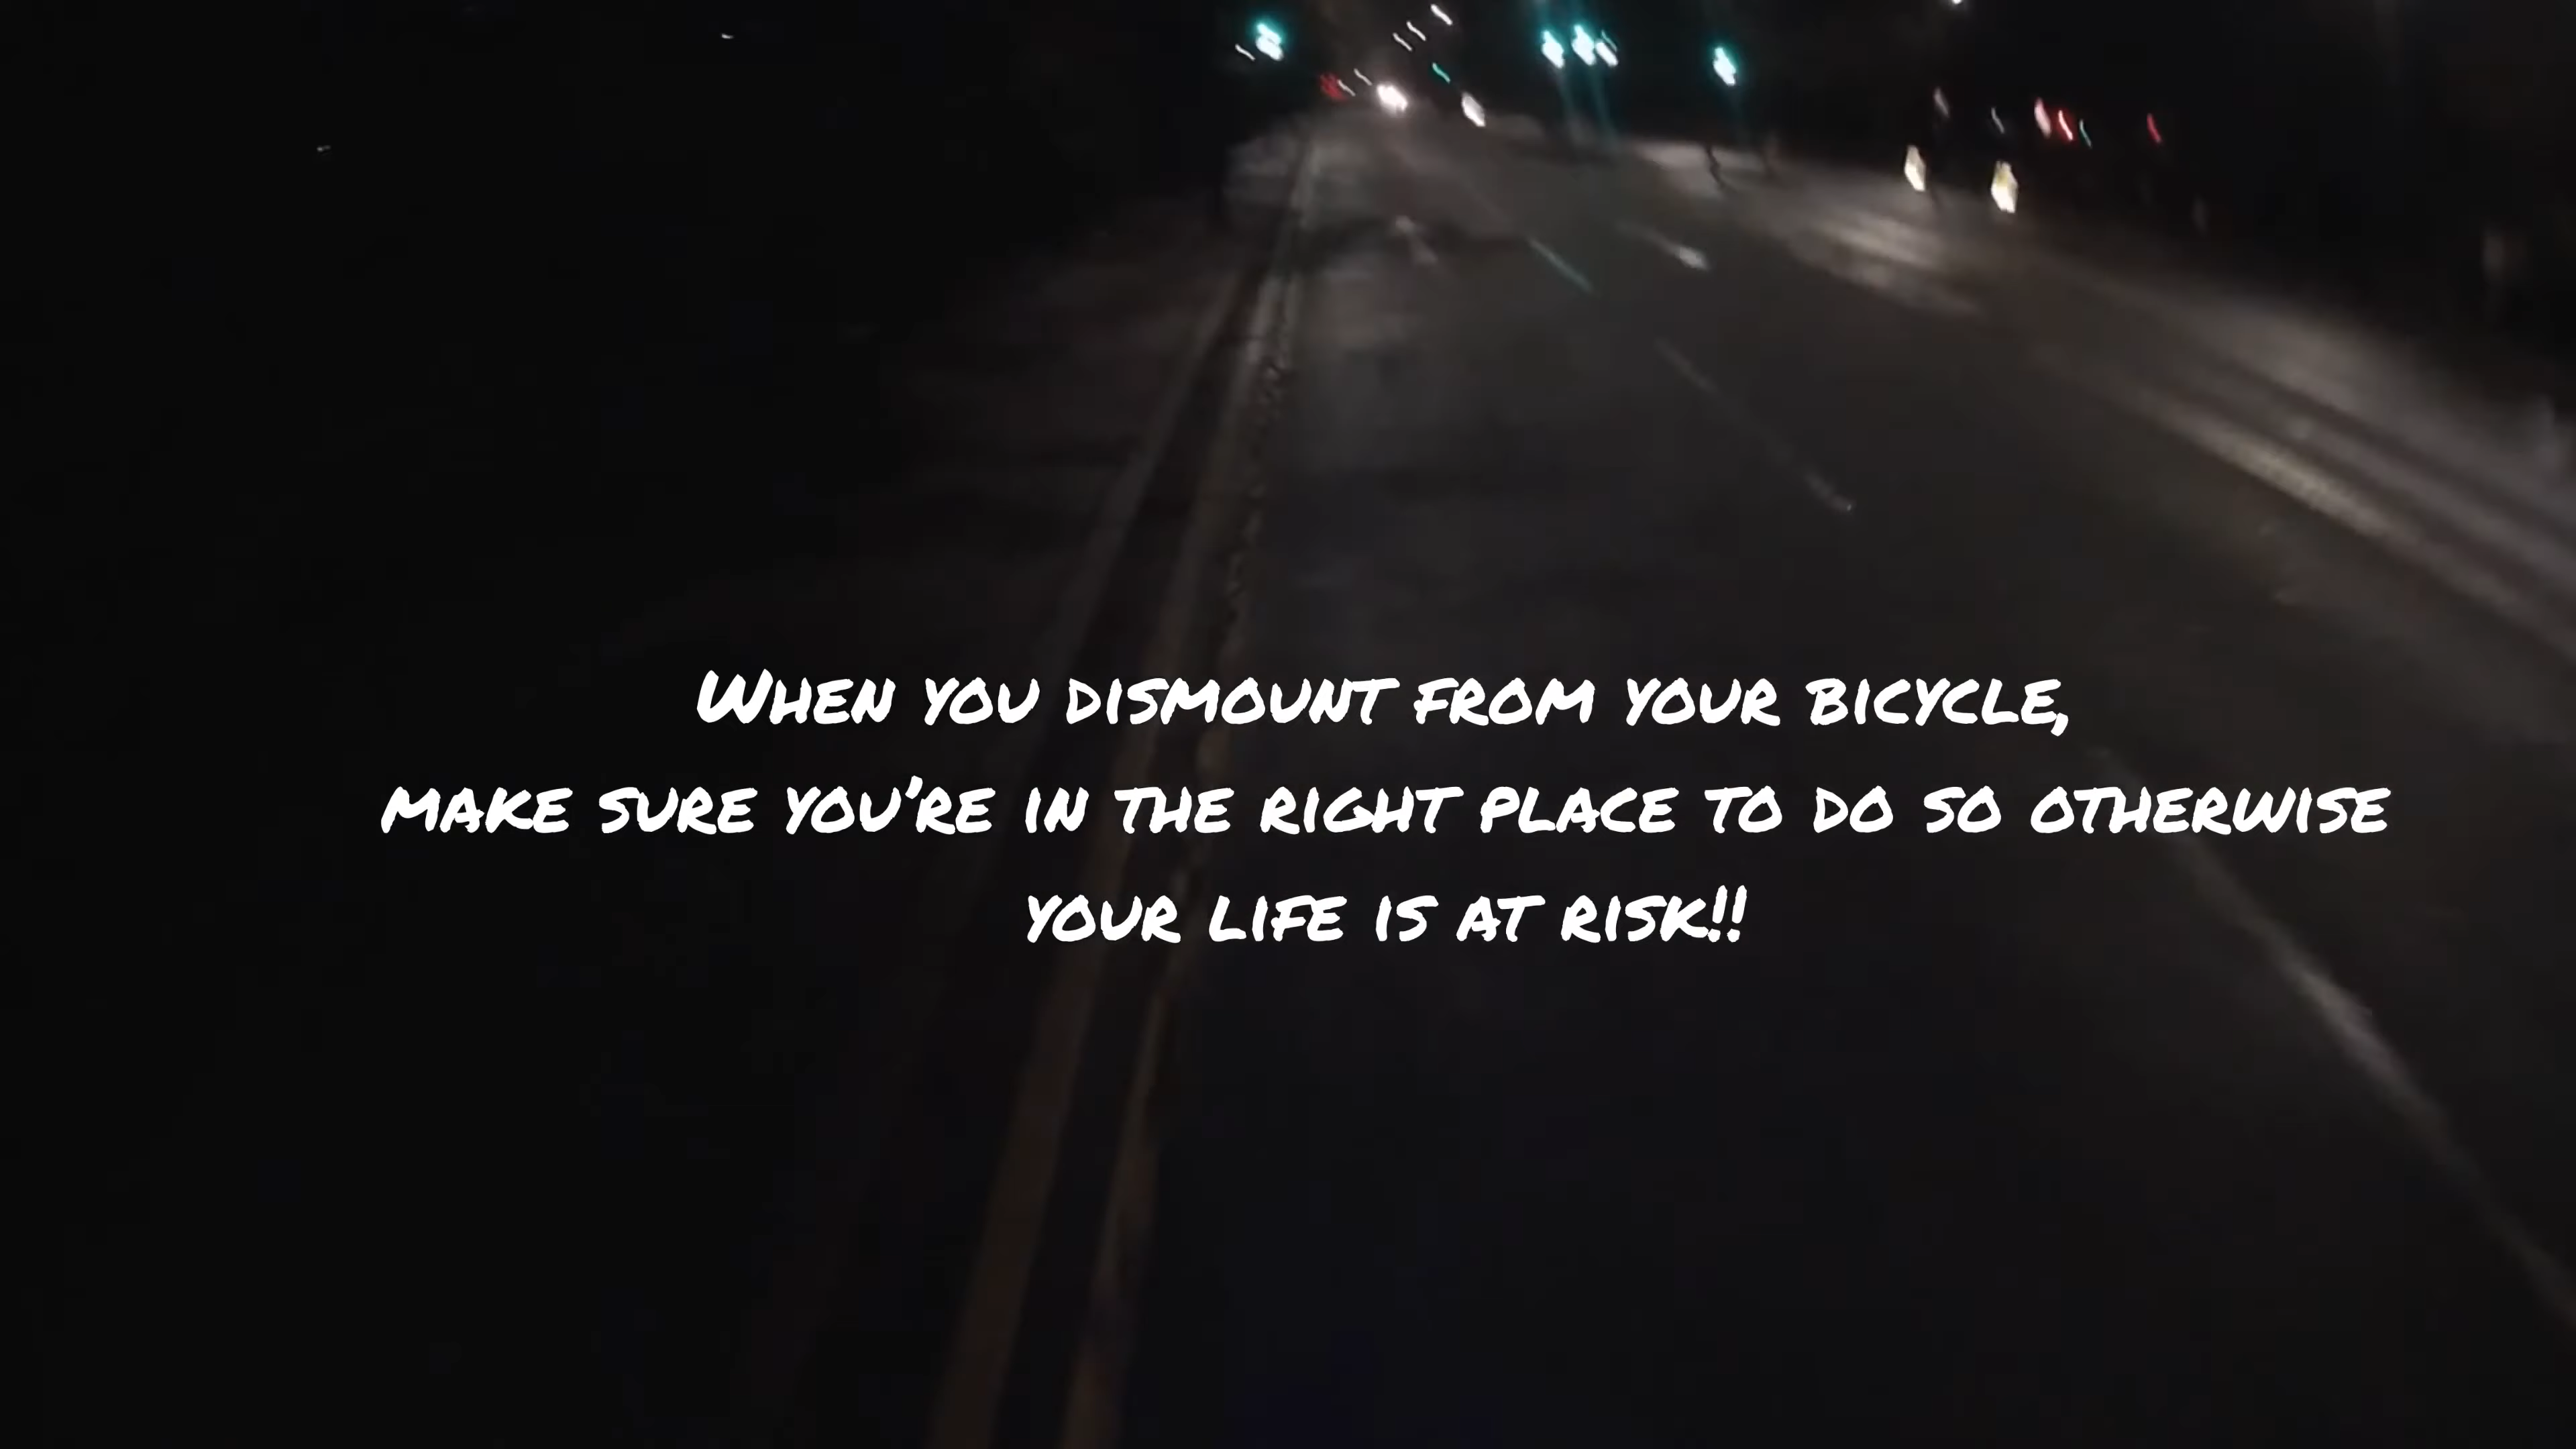 When you dismount from your bicycle,
make sure you're in the right place to do so otherwise
your life is at risk!!